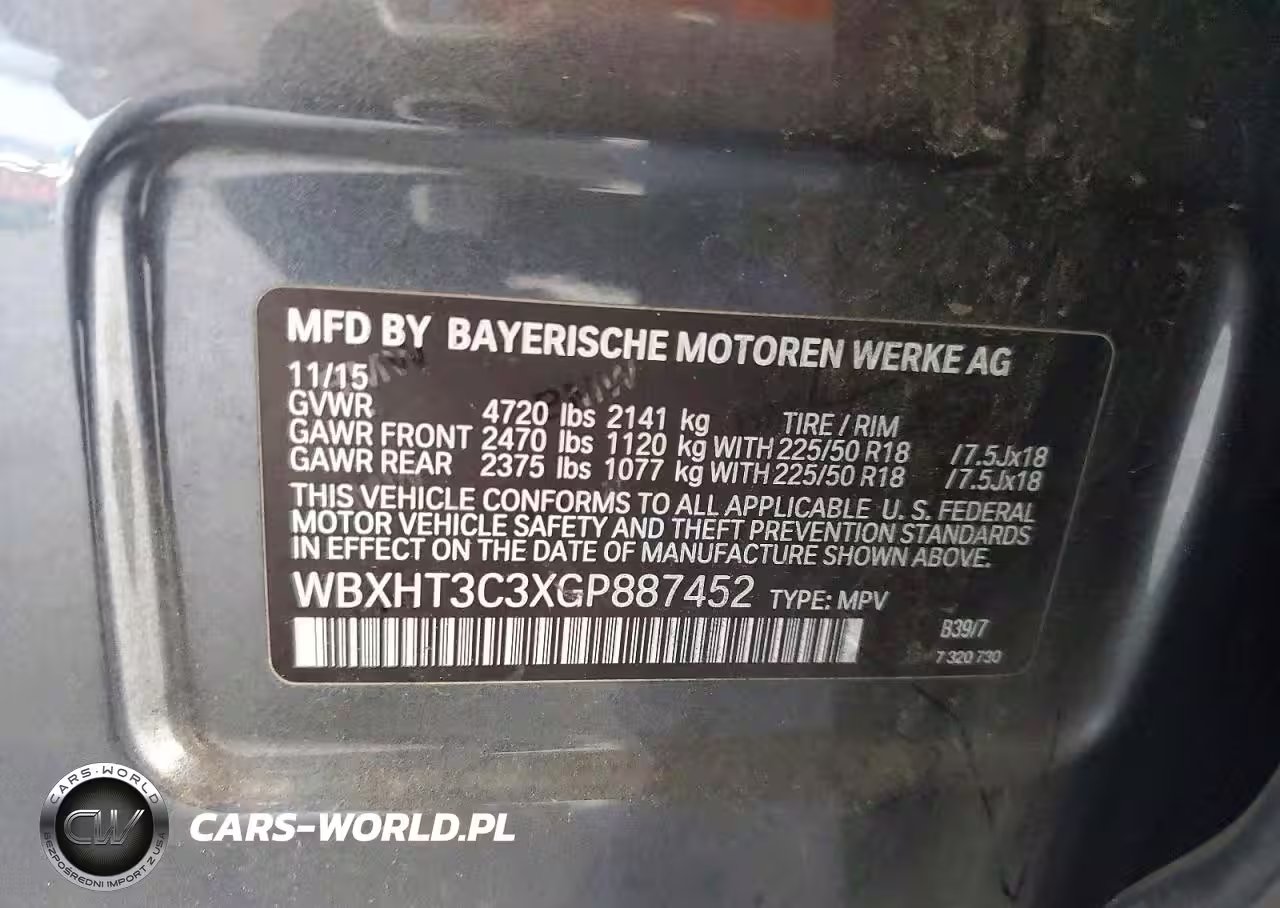 MFD BY BAYERISCHE MOTOREN WERKE AG
11/15
GVWR 4720 lbs 2141 kg TIRE / RIM
GAWR FRONT 2470 lbs 1120 kg WITH 225/50 R18 /7.5Jx18
GAWR REAR 2375 lbs 1077 kg WITH 225/50 R18 /7.5Jx18
THIS VEHICLE CONFORMS TO ALL APPLICABLE U. S. FEDERAL
MOTOR VEHICLE SAFETY AND THEFT PREVENTION STANDARDS
IN EFFECT ON THE DATE OF MANUFACTURE SHOWN ABOVE.
WBXHT3C3XGP887452 TYPE: MPV
B39/7
7 320 730
CARS-WORLD
CW
BEZPOŚREDNI IMPORT Z USA
CARS-WORLD.PL